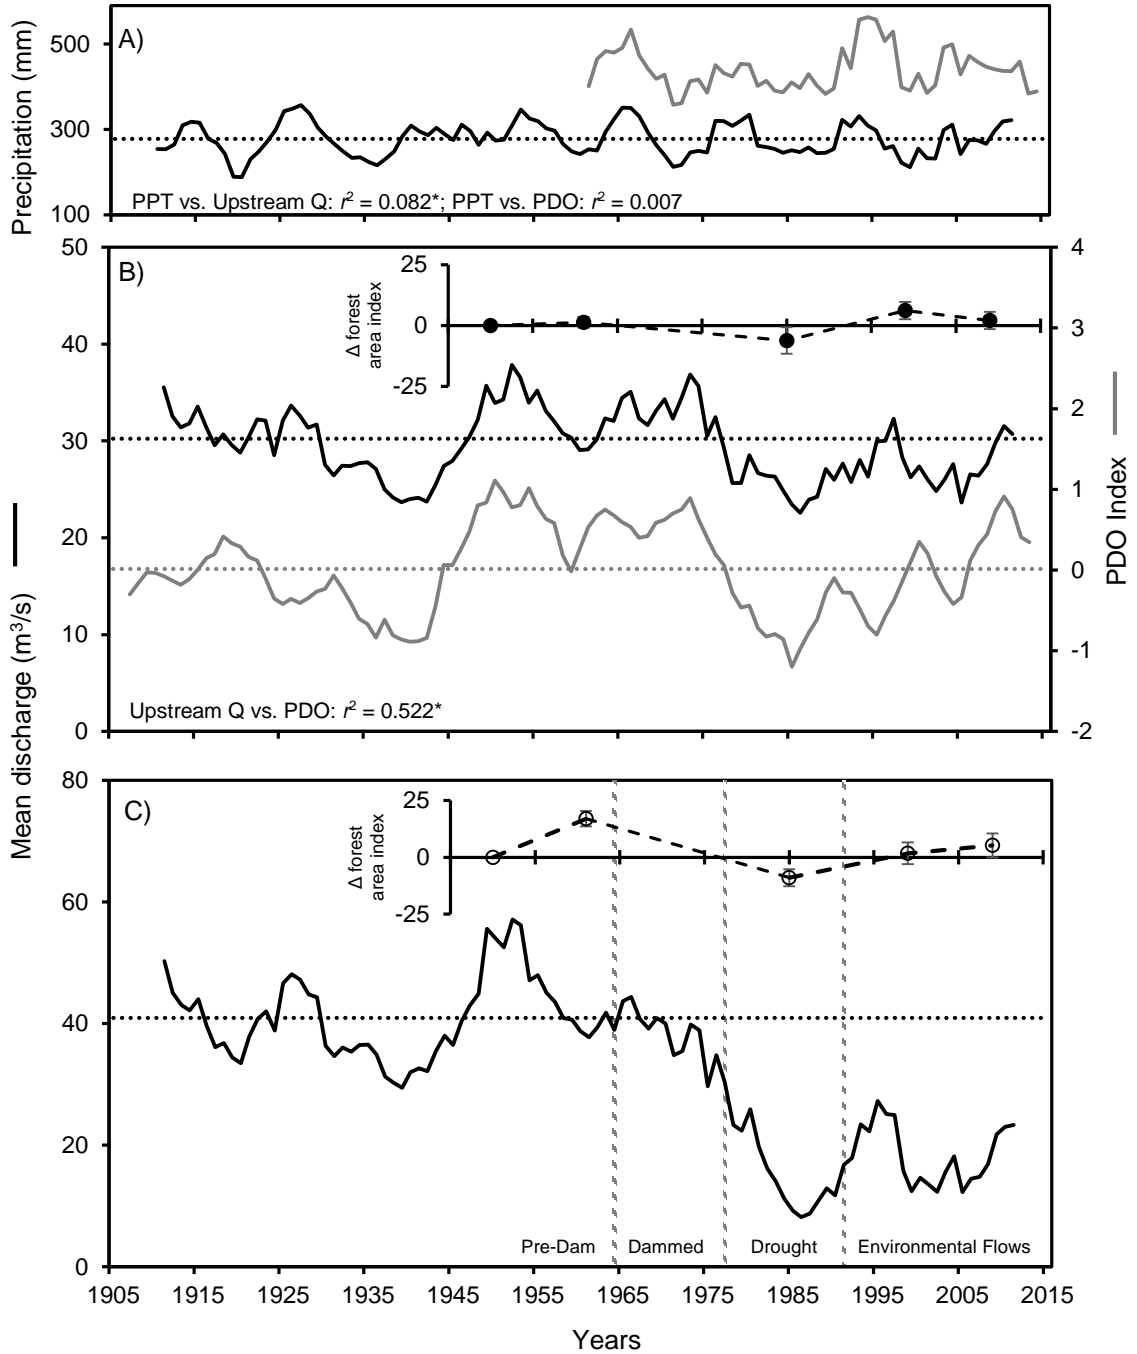 Precipitation (mm)
500
300
100
A)
PPT vs. Upstream Q: r² = 0.082*; PPT vs. PDO: r² = 0.007
Mean discharge (m³/s)
50
40
30
20
10
0
B)
Δ forest
area index
25
0
-25
4
3
2
1
0
-1
-2
PDO Index
Upstream Q vs. PDO: r² = 0.522*
80
60
40
20
0
C)
Δ forest
area index
25
0
-25
Pre-Dam Dammed Drought Environmental Flows
1905 1915 1925 1935 1945 1955 1965 1975 1985 1995 2005 2015
Years